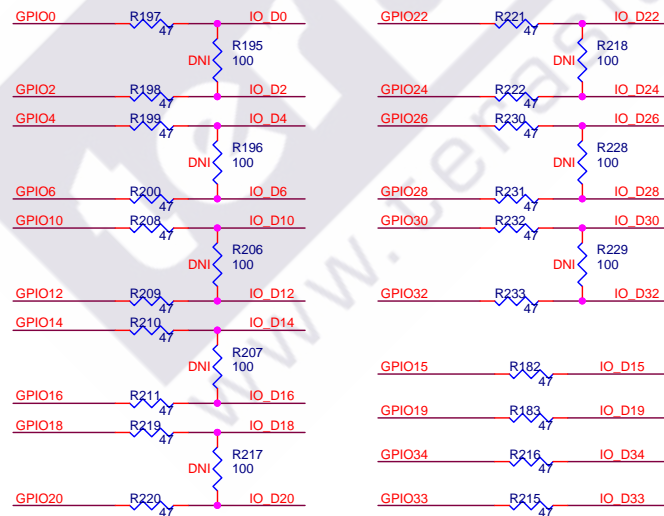 GPIO0 R197 47 IO_D0
DNI R195 100
GPIO2 R198 47 IO_D2
GPIO4 R199 47 IO_D4
DNI R196 100
GPIO6 R200 47 IO_D6
GPIO10 R208 47 IO_D10
DNI R206 100
GPIO12 R209 47 IO_D12
GPIO14 R210 47 IO_D14
DNI R207 100
GPIO16 R211 47 IO_D16
GPIO18 R219 47 IO_D18
DNI R217 100
GPIO20 R220 47 IO_D20
GPIO22 R221 47 IO_D22
DNI R218 100
GPIO24 R222 47 IO_D24
GPIO26 R230 47 IO_D26
DNI R228 100
GPIO28 R231 47 IO_D28
GPIO30 R232 47 IO_D30
DNI R229 100
GPIO32 R233 47 IO_D32
GPIO15 R182 47 IO_D15
GPIO19 R183 47 IO_D19
GPIO34 R216 47 IO_D34
GPIO33 R215 47 IO_D33